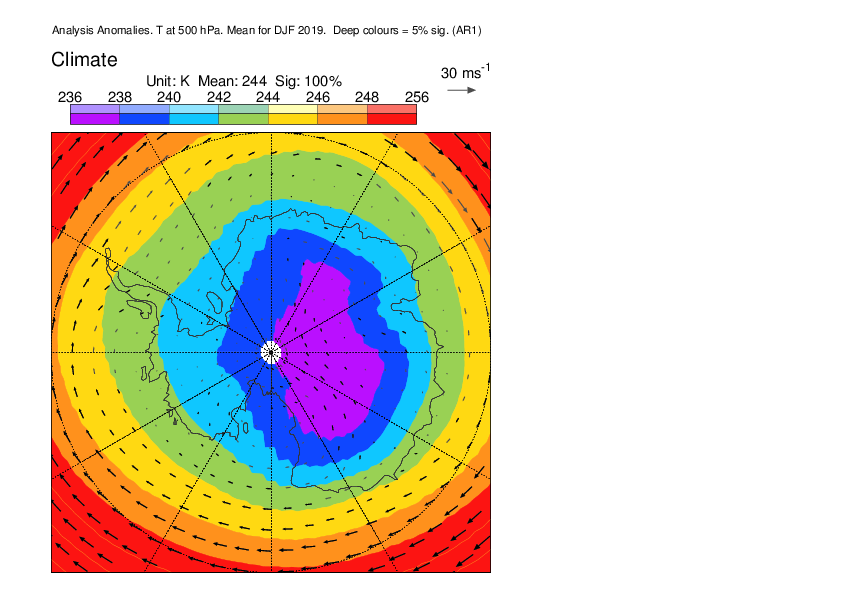 Analysis Anomalies. T at 500 hPa. Mean for DJF 2019. Deep colours = 5% sig. (AR1)
Climate
30 ms-1
Unit: K Mean: 244 Sig: 100%
236 238 240 242 244 246 248 256